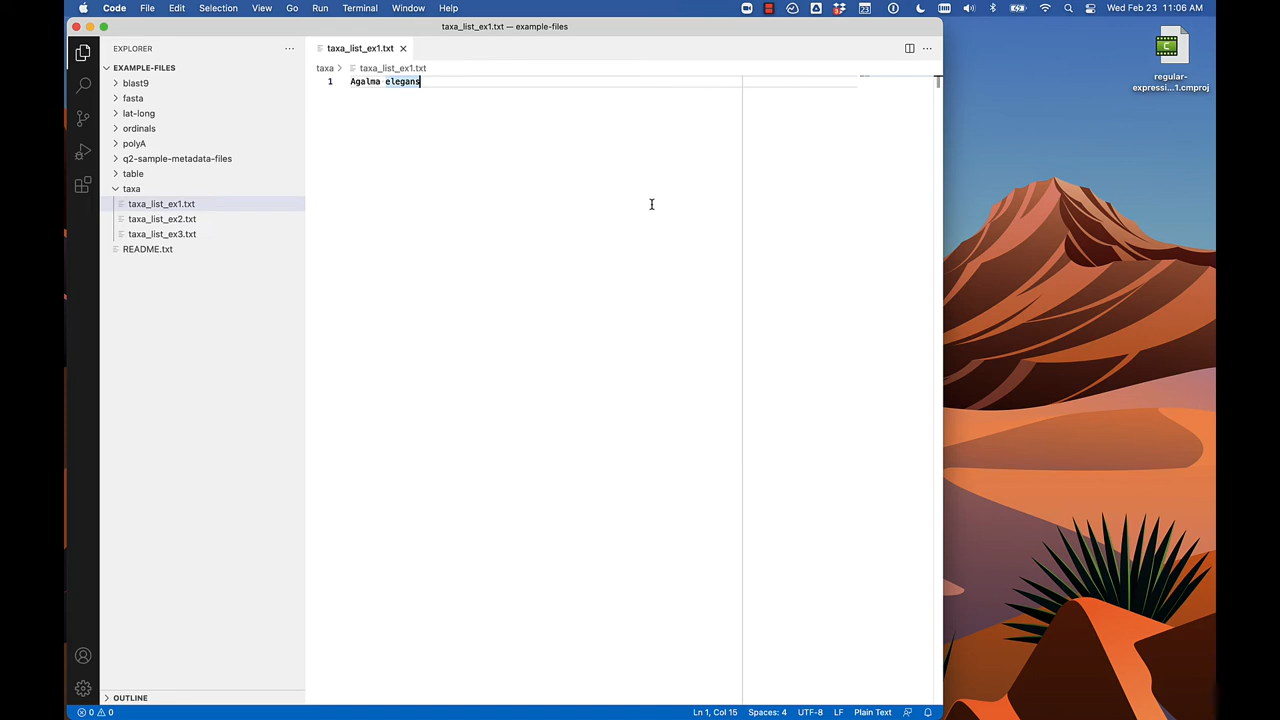 Code File Edit Selection View Go Run Terminal Window Help
Wed Feb 23 11:06 AM
taxa_list_ex1.txt — example-files
EXPLORER
taxa_list_ex1.txt
EXAMPLE-FILES
taxa > taxa_list_ex1.txt
1 Agalma elegans
blast9
fasta
lat-long
ordinals
polyA
q2-sample-metadata-files
table
taxa
taxa_list_ex1.txt
taxa_list_ex2.txt
taxa_list_ex3.txt
README.txt
OUTLINE
0 0
Ln 1, Col 15 Spaces: 4 UTF-8 LF Plain Text
regular-
expressi...1.cmproj